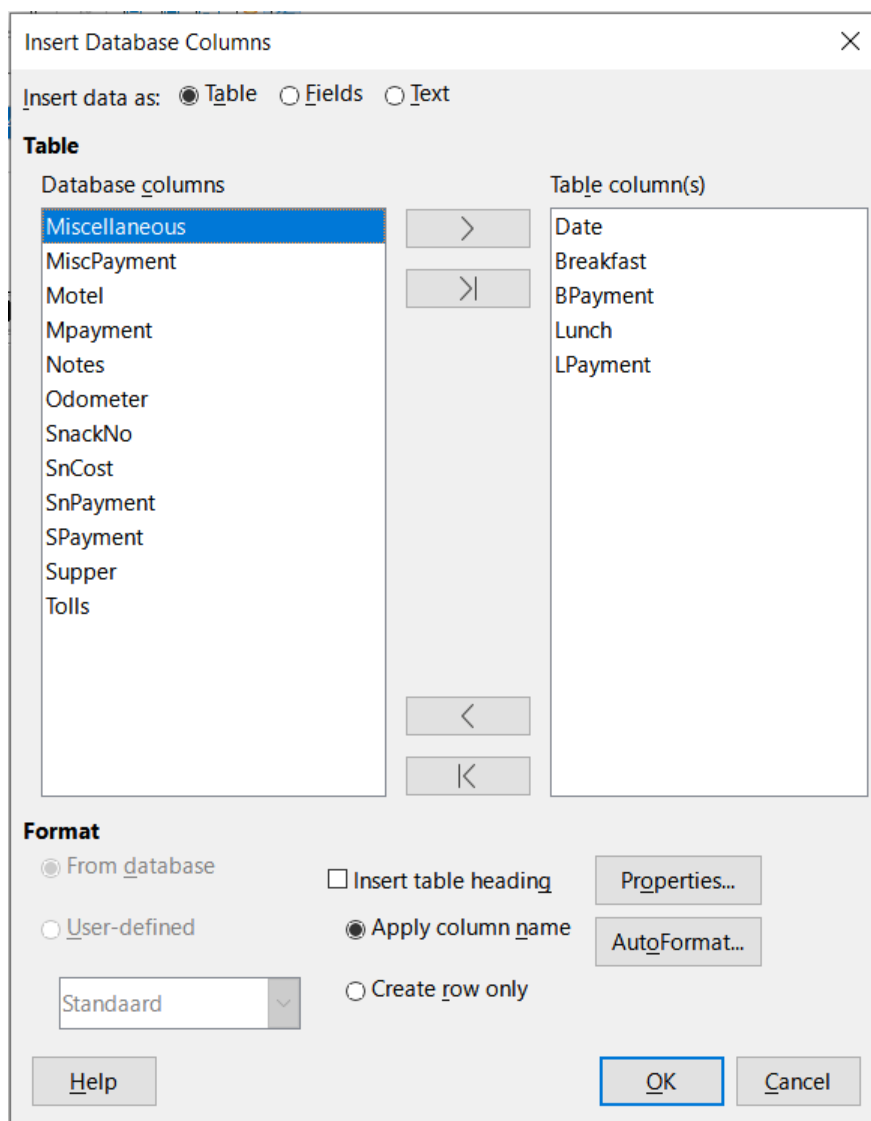 Insert Database Columns
Insert data as: Table Fields Text
Table
Database columns
Miscellaneous
MiscPayment
Motel
Mpayment
Notes
Odometer
SnackNo
SnCost
SnPayment
SPayment
Supper
Tolls
Table column(s)
Date
Breakfast
BPayment
Lunch
LPayment
Format
From database
User-defined
Standaard
Insert table heading
Apply column name
Create row only
Properties...
AutoFormat...
Help
OK
Cancel